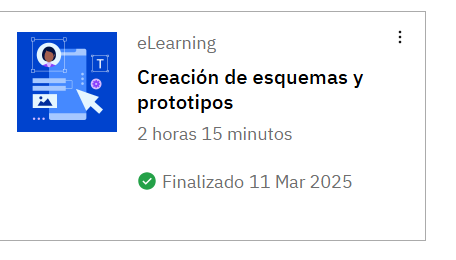 eLearning
Creación de esquemas y
prototipos
2 horas 15 minutos
Finalizado 11 Mar 2025
T